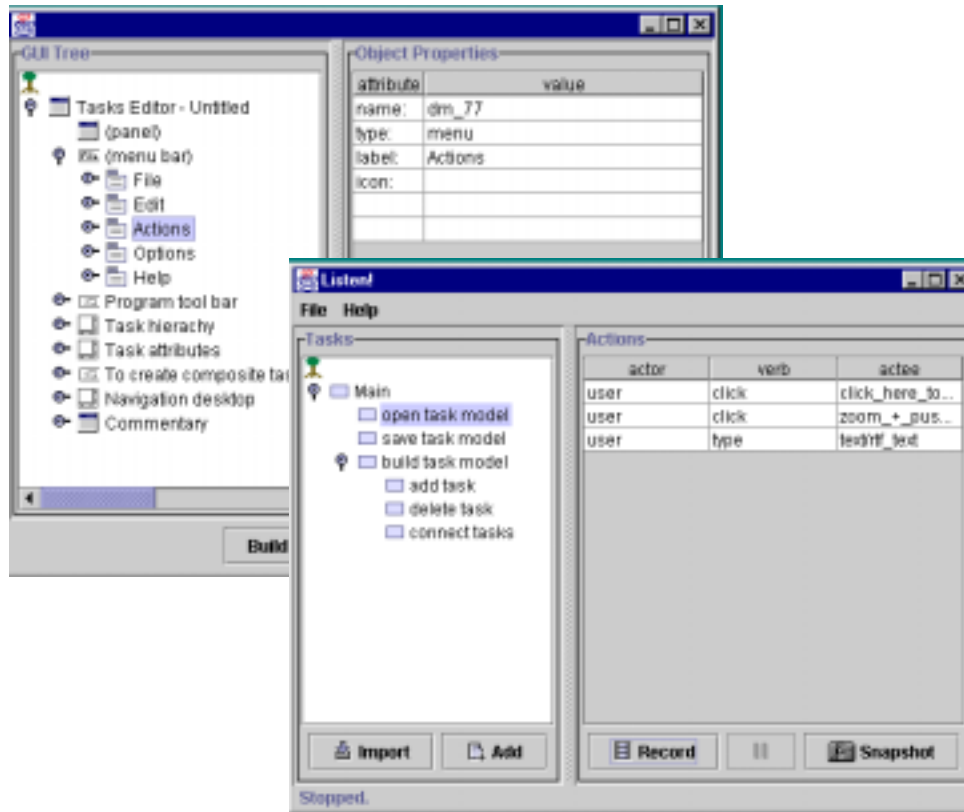 GUI Tree
Tasks Editor - Untitled
(panel)
(menu bar)
File
Edit
Actions
Options
Help
Program tool bar
Task hierachy
Task attributes
To create composite tas
Navigation desktop
Commentary
Build
Object Properties
attribute value
name: dm_77
type: menu
label: Actions
icon:
Listen!
File Help
Tasks
Main
open task model
save task model
build task model
add task
delete task
connect tasks
Import Add
Actions
actor verb actee
user click click_here_to...
user click zoom_+_pus...
user type text/rtf_text
Record Snapshot
Stopped.